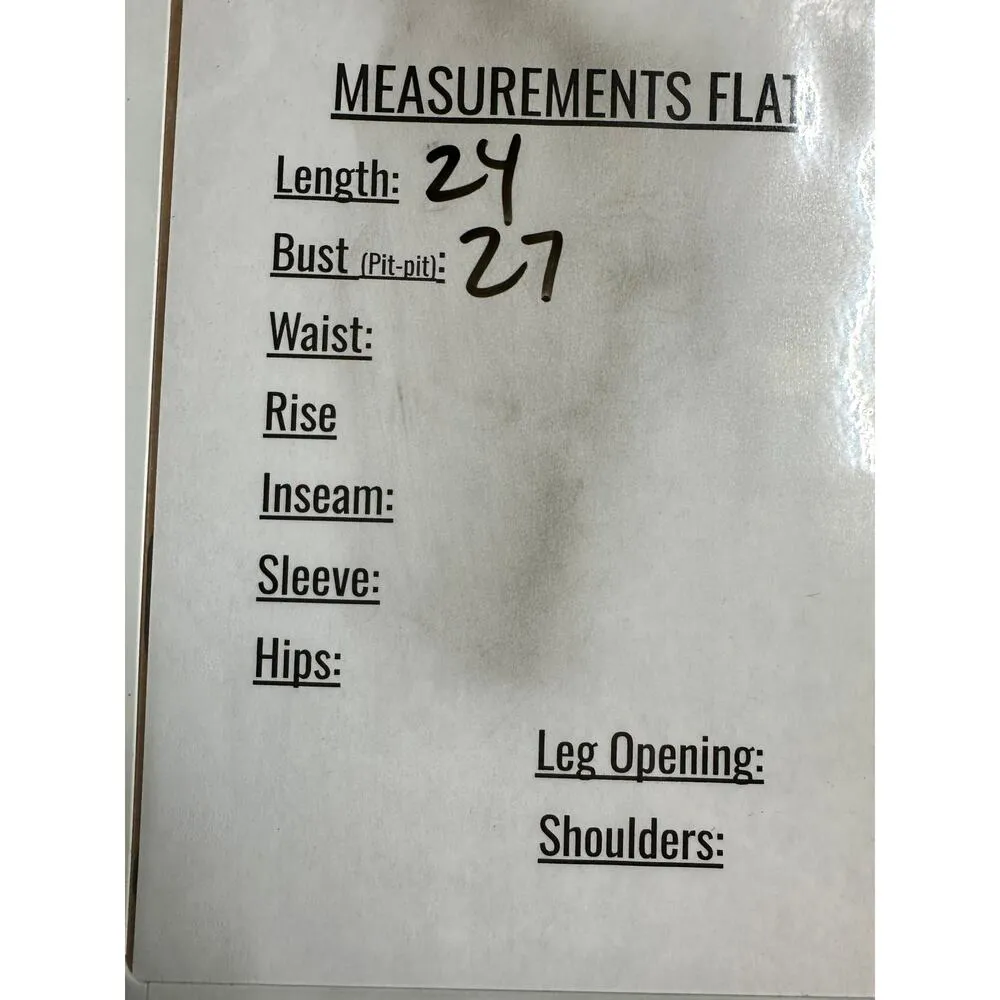 MEASUREMENTS FLAT
Length: 24
Bust (Pit-pit): 27
Waist:
Rise
Inseam:
Sleeve:
Hips:
Leg Opening:
Shoulders: